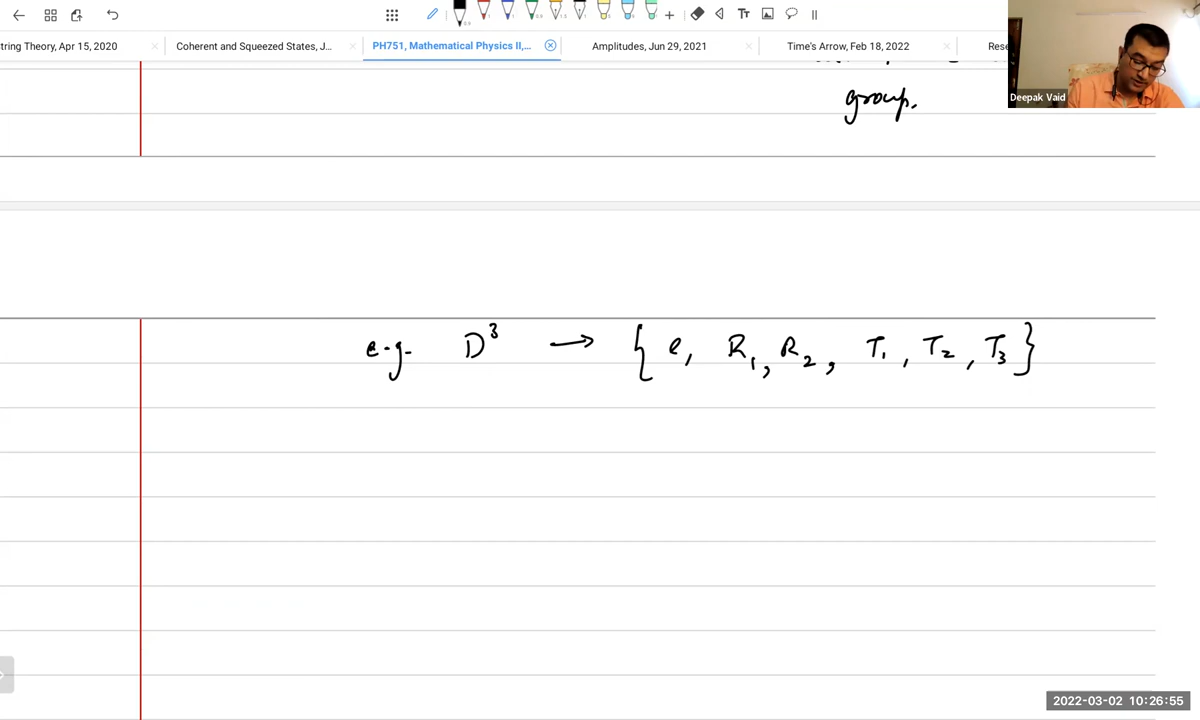 tring Theory, Apr 15, 2020 Coherent and Squeezed States, J... PH751, Mathematical Physics II,... Amplitudes, Jun 29, 2021 Time's Arrow, Feb 18, 2022 Rese
Deepak Vaid
group.
e.g. D³ → { e, R₁, R₂, T₁, T₂, T₃ }
2022-03-02 10:26:55